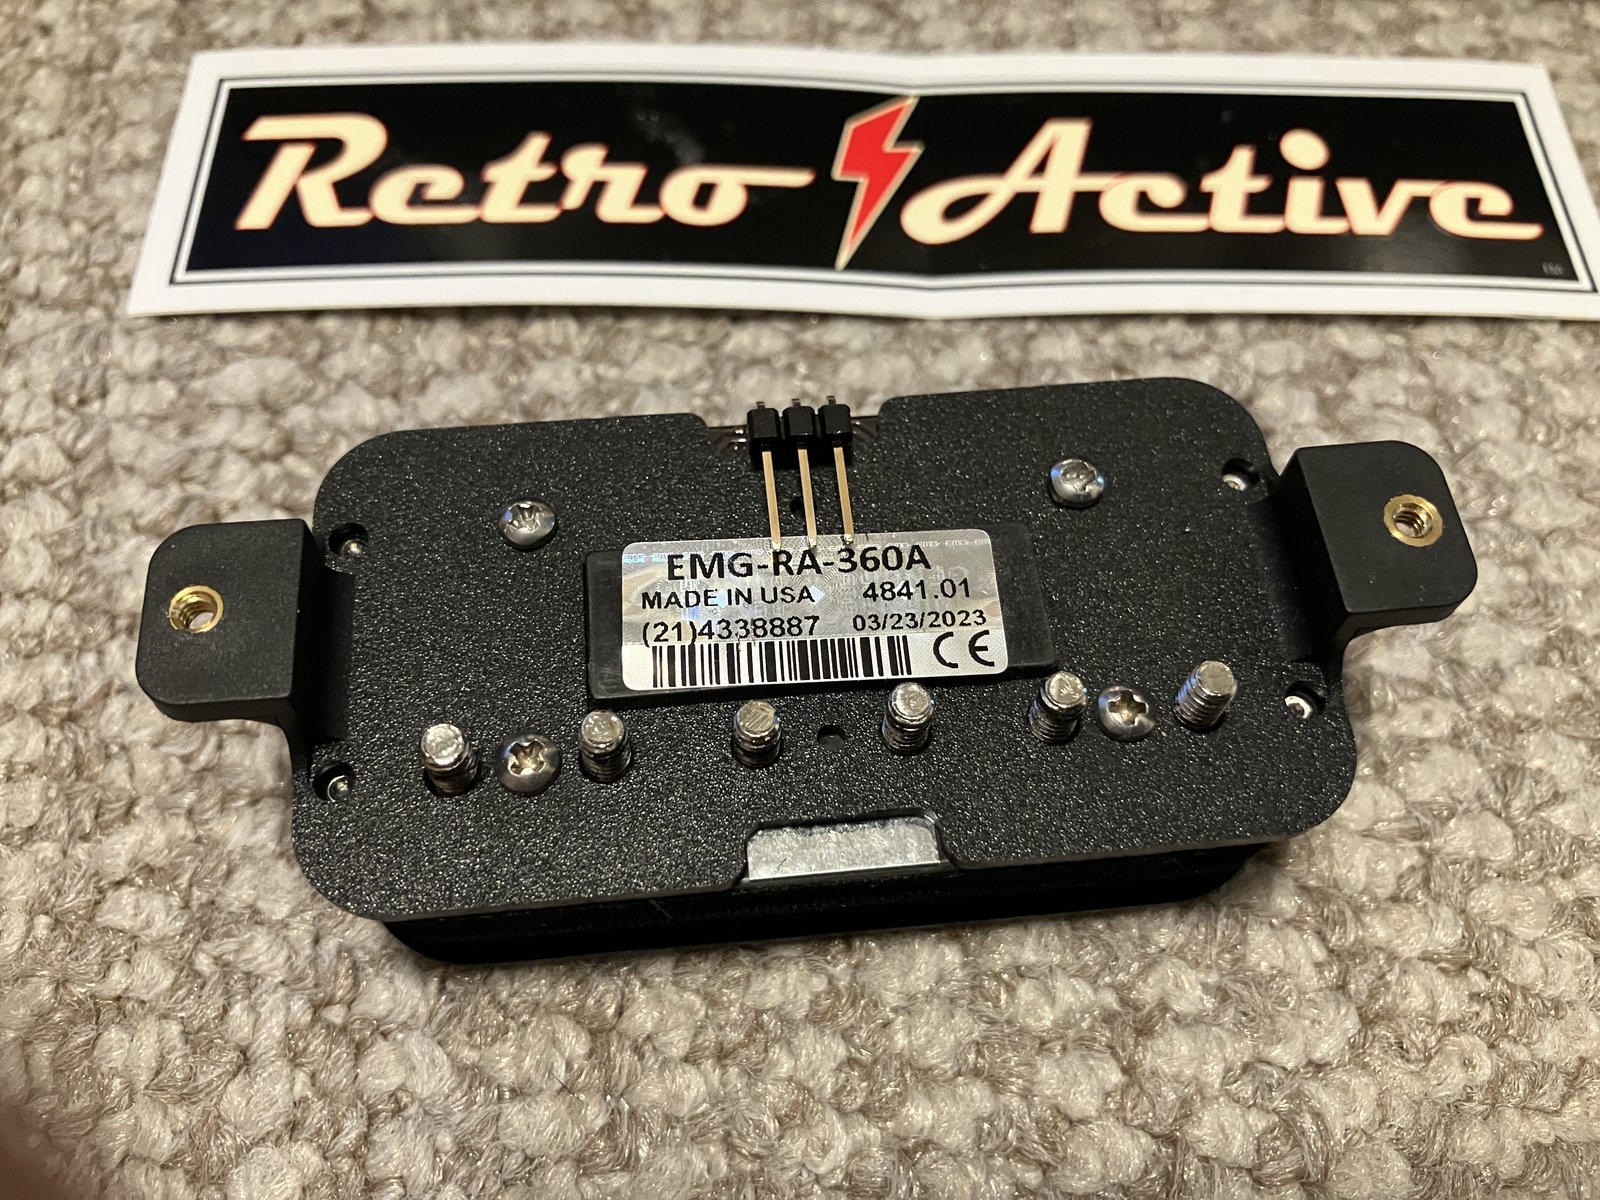 Retro Active
EMG-RA-360A
MADE IN USA 4841.01
(21)4338887 03/23/2023
CE